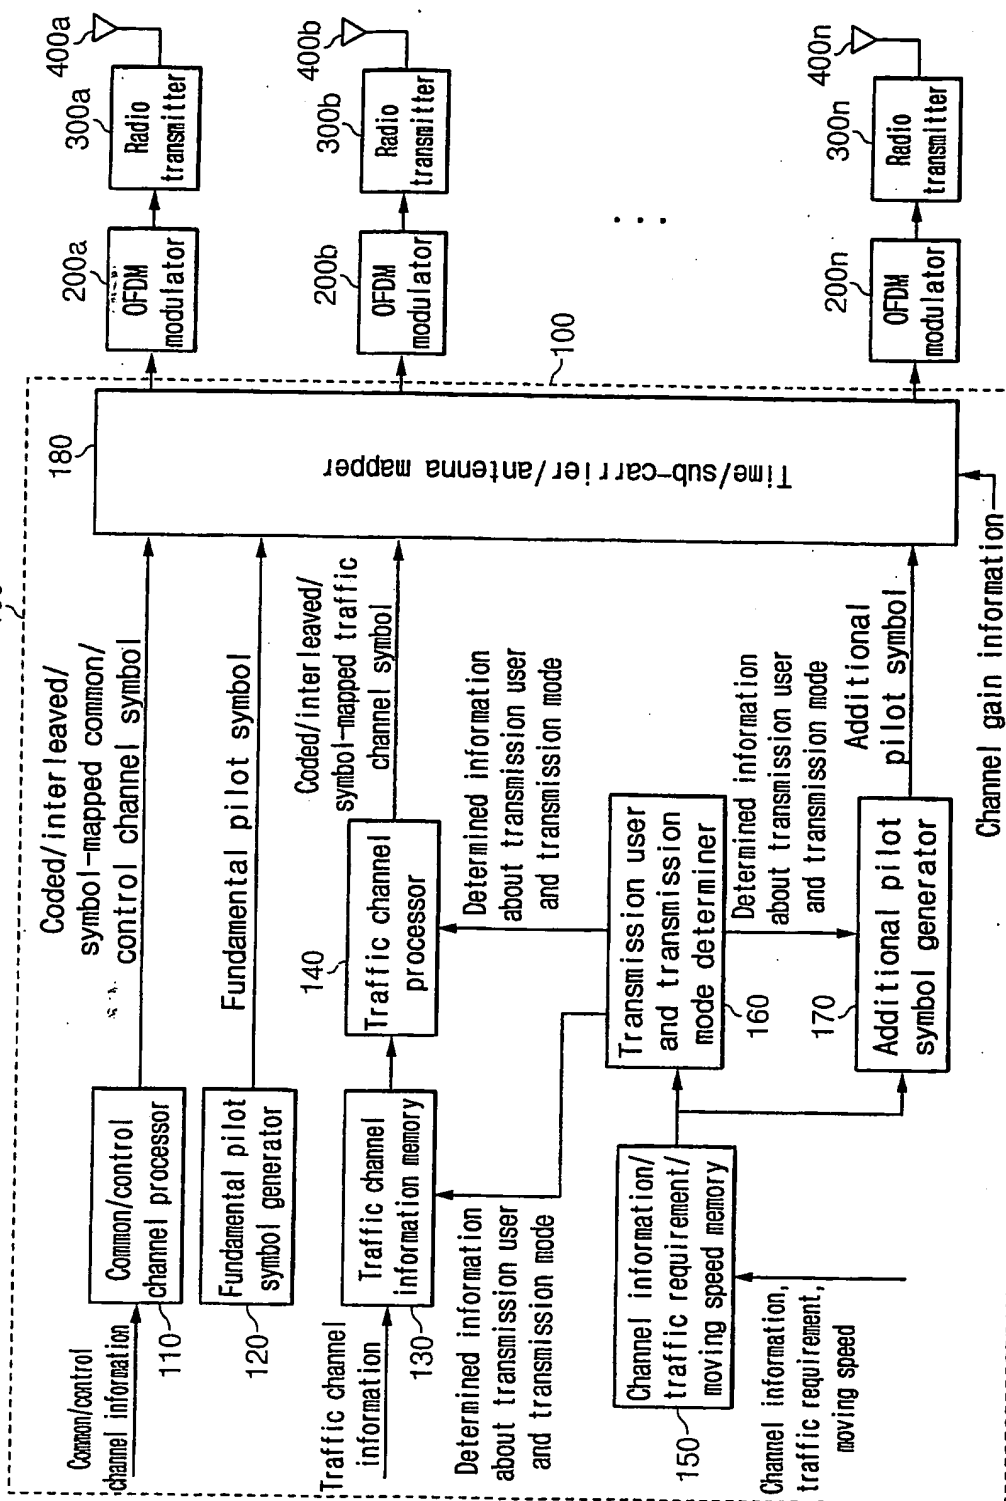 Common/control
channel information
110
Common/control
channel processor
Coded/interleaved/
symbol-mapped common/
control channel symbol
120
Fundamental pilot
symbol generator
Fundamental pilot symbol
Traffic channel
information
130
Traffic channel
information memory
140
Traffic channel
processor
Coded/interleaved/
symbol-mapped traffic
channel symbol
Determined information
about transmission user
and transmission mode
Determined information
about transmission user
and transmission mode
150
Channel information/
traffic requirement/
moving speed memory
Channel information,
traffic requirement,
moving speed
Transmission user
and transmission
mode determiner
160
Determined information
about transmission user
and transmission mode
170
Additional pilot
symbol generator
Additional
pilot symbol
Channel gain information
180
Time/sub-carrier/antenna mapper
100
200a
OFDM
modulator
300a
Radio
transmitter
400a
200b
OFDM
modulator
300b
Radio
transmitter
400b
...
200n
OFDM
modulator
300n
Radio
transmitter
400n